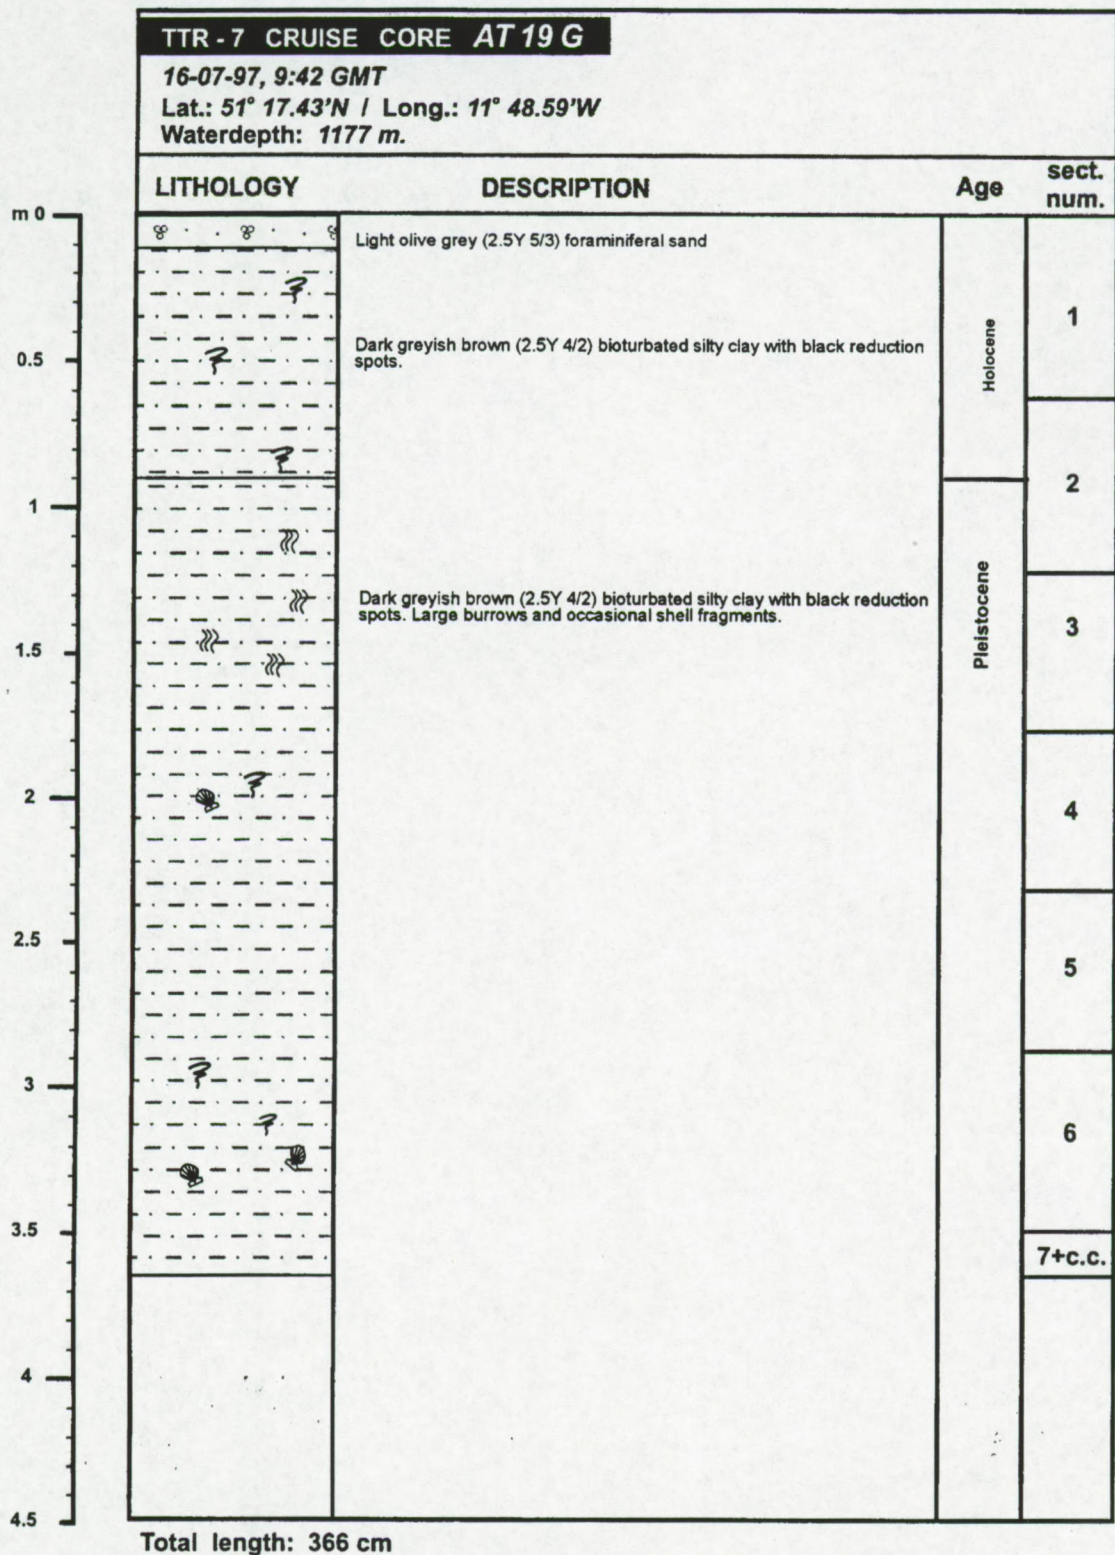 TTR - 7 CRUISE CORE AT 19 G
16-07-97, 9:42 GMT
Lat.: 51° 17.43'N / Long.: 11° 48.59'W
Waterdepth: 1177 m.
LITHOLOGY DESCRIPTION Age sect. num.
m 0
Light olive grey (2.5Y 5/3) foraminiferal sand
1
Holocene
Dark greyish brown (2.5Y 4/2) bioturbated silty clay with black reduction
spots.
0.5
2
1
Dark greyish brown (2.5Y 4/2) bioturbated silty clay with black reduction
spots. Large burrows and occasional shell fragments.
Pleistocene
3
1.5
2
4
2.5
5
3
6
3.5
7+c.c.
4
4.5
Total length: 366 cm